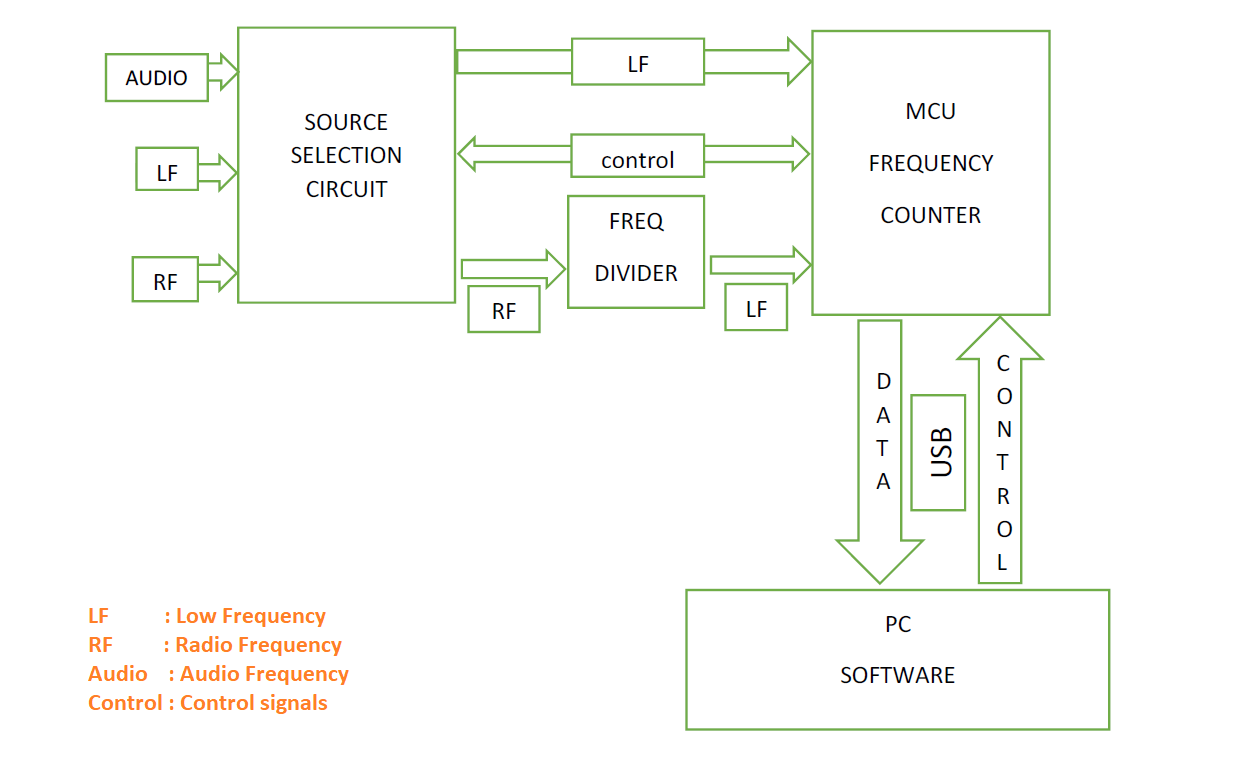 AUDIO
LF
RF
SOURCE
SELECTION
CIRCUIT
LF
control
FREQ
DIVIDER
RF
LF
MCU
FREQUENCY
COUNTER
DATA
USB
CONTROL
PC
SOFTWARE
LF : Low Frequency
RF : Radio Frequency
Audio : Audio Frequency
Control : Control signals